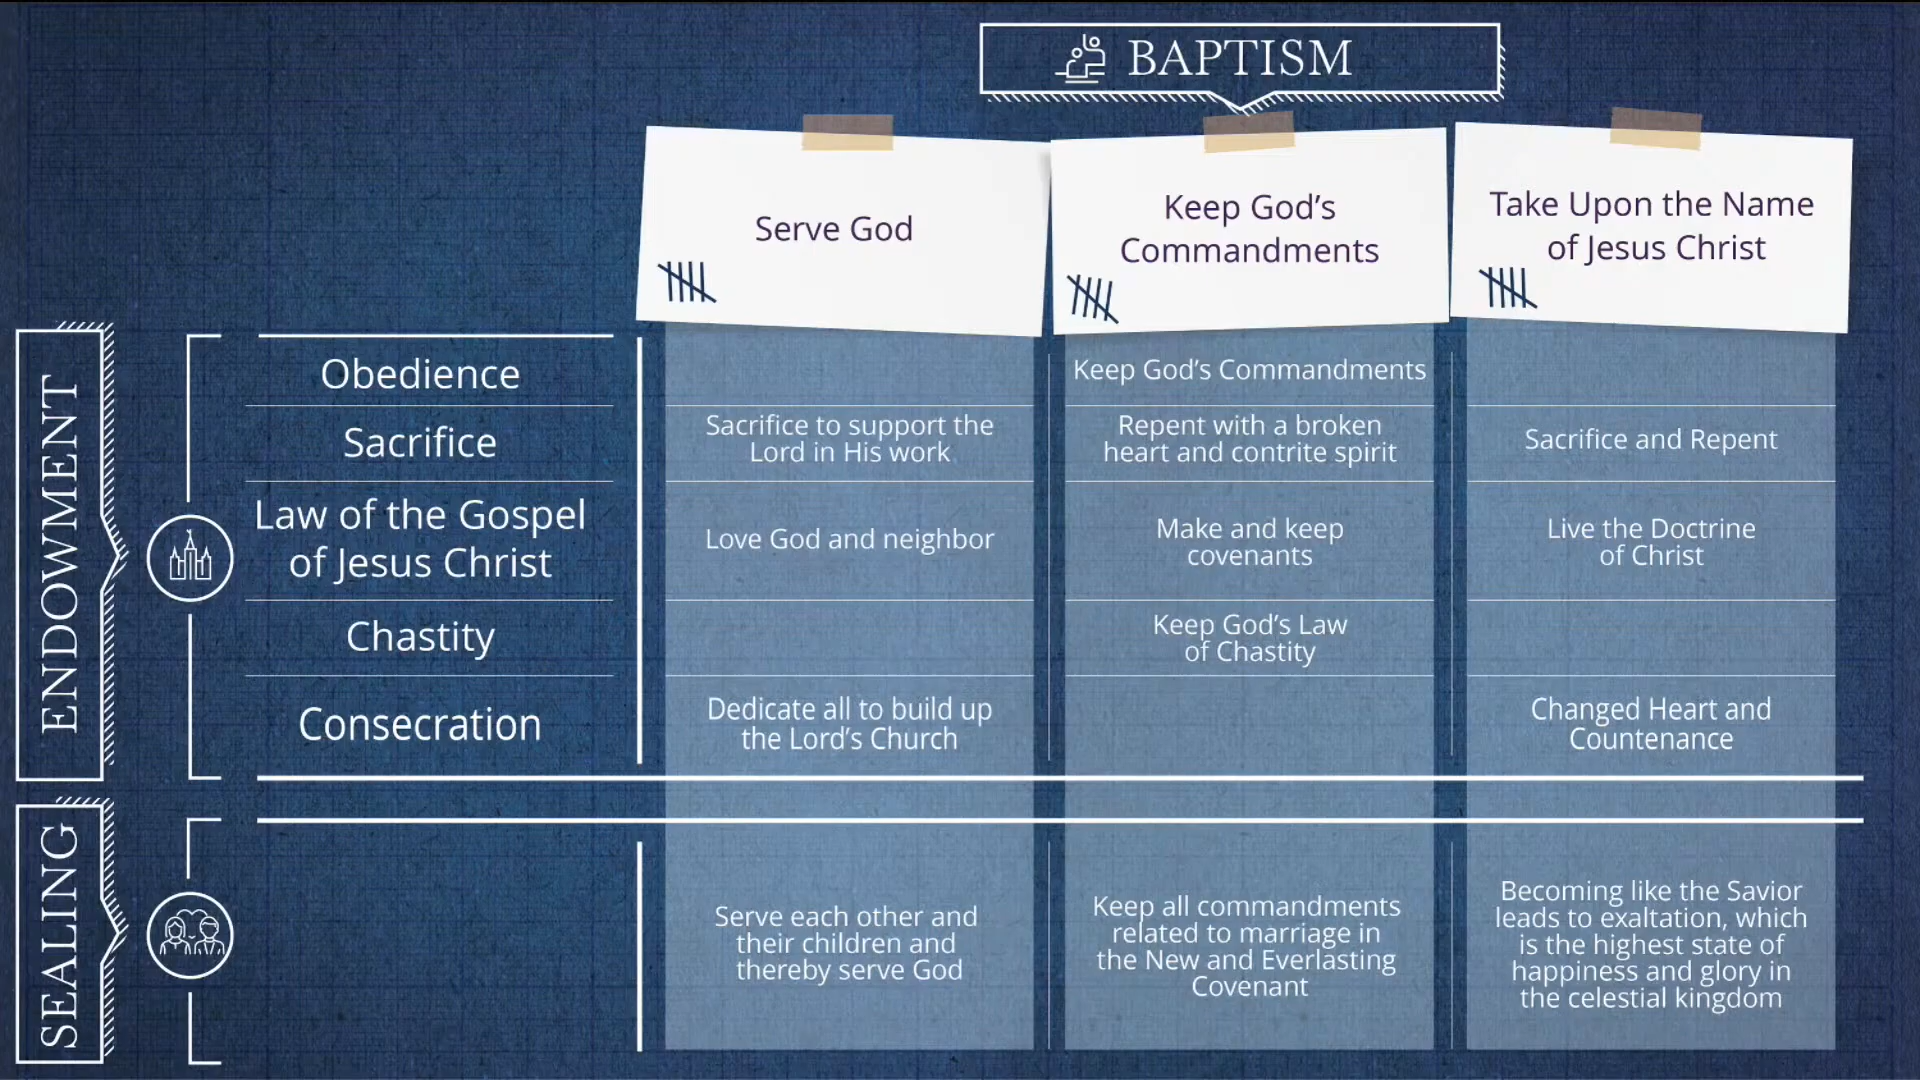 BAPTISM
Serve God
Keep God's
Commandments
Take Upon the Name
of Jesus Christ
ENDOWMENT
Obedience
Keep God's Commandments
Sacrifice
Sacrifice to support the
Lord in His work
Repent with a broken
heart and contrite spirit
Sacrifice and Repent
Law of the Gospel
of Jesus Christ
Love God and neighbor
Make and keep
covenants
Live the Doctrine
of Christ
Chastity
Keep God's Law
of Chastity
Consecration
Dedicate all to build up
the Lord's Church
Changed Heart and
Countenance
SEALING
Serve each other and
their children and
thereby serve God
Keep all commandments
related to marriage in
the New and Everlasting
Covenant
Becoming like the Savior
leads to exaltation, which
is the highest state of
happiness and glory in
the celestial kingdom